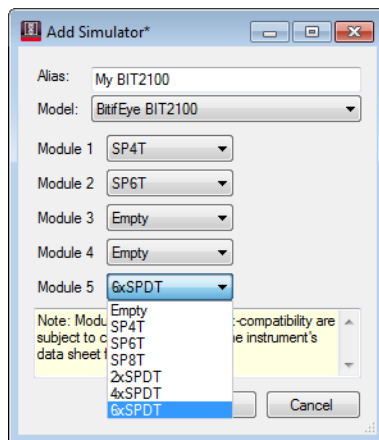 Add Simulator*
Alias: My BIT2100
Model: BitifEye BIT2100
Module 1 SP4T
Module 2 SP6T
Module 3 Empty
Module 4 Empty
Module 5 6xSPDT
Empty
SP4T
SP6T
SP8T
2xSPDT
4xSPDT
6xSPDT
Note: Modu -compatibility are
subject to c e instrument's
data sheet
Cancel